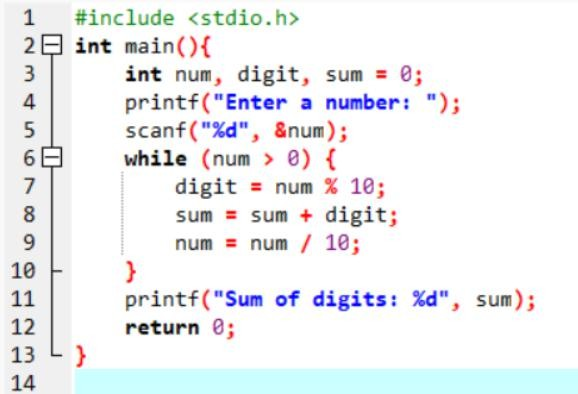 1 #include <stdio.h>
2 int main(){
3 int num, digit, sum = 0;
4 printf("Enter a number: ");
5 scanf("%d", &num);
6 while (num > 0) {
7 digit = num % 10;
8 sum = sum + digit;
9 num = num / 10;
10 }
11 printf("Sum of digits: %d", sum);
12 return 0;
13 }
14